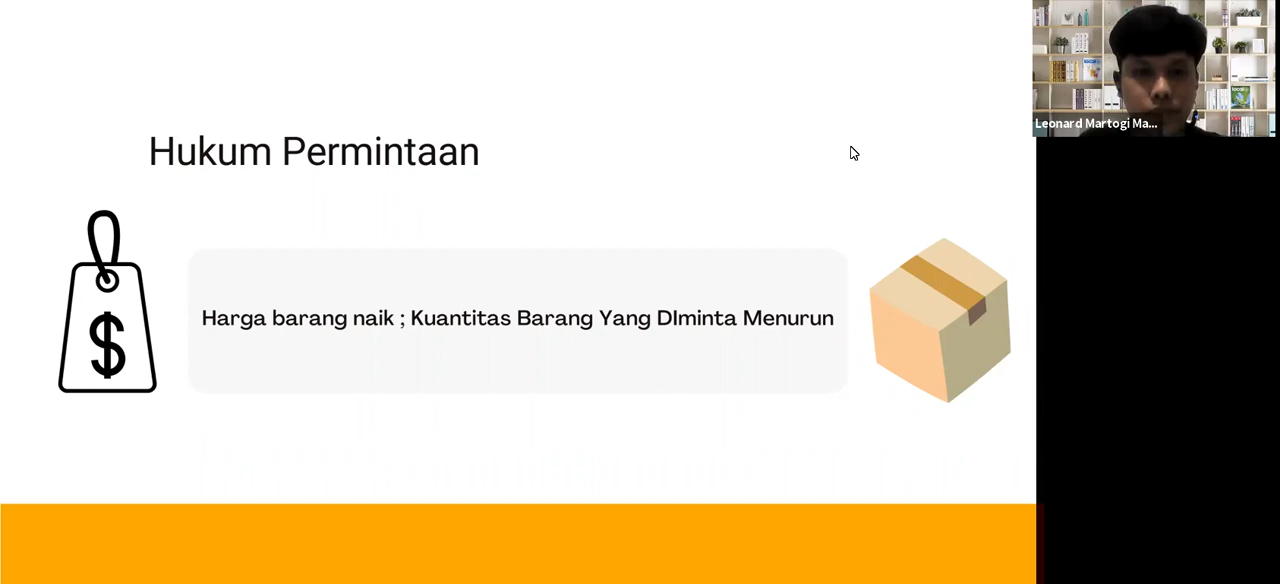 Hukum Permintaan
$
Harga barang naik ; Kuantitas Barang Yang DIminta Menurun
Leonard Martogi Ma...